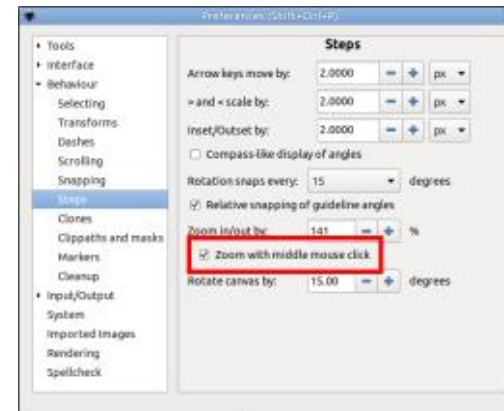 Preferences (Shift+Ctrl+P)
Tools
Interface
Behaviour
Selecting
Transforms
Dashes
Scrolling
Snapping
Steps
Clones
Clippaths and masks
Markers
Cleanup
Input/Output
System
Imported Images
Rendering
Spellcheck
Steps
Arrow keys move by: 2.0000 px
> and < scale by: 2.0000 px
Inset/Outset by: 2.0000 px
Compass-like display of angles
Rotation snaps every: 15 degrees
Relative snapping of guideline angles
Zoom in/out by: 141 %
Zoom with middle mouse click
Rotate canvas by: 15.00 degrees